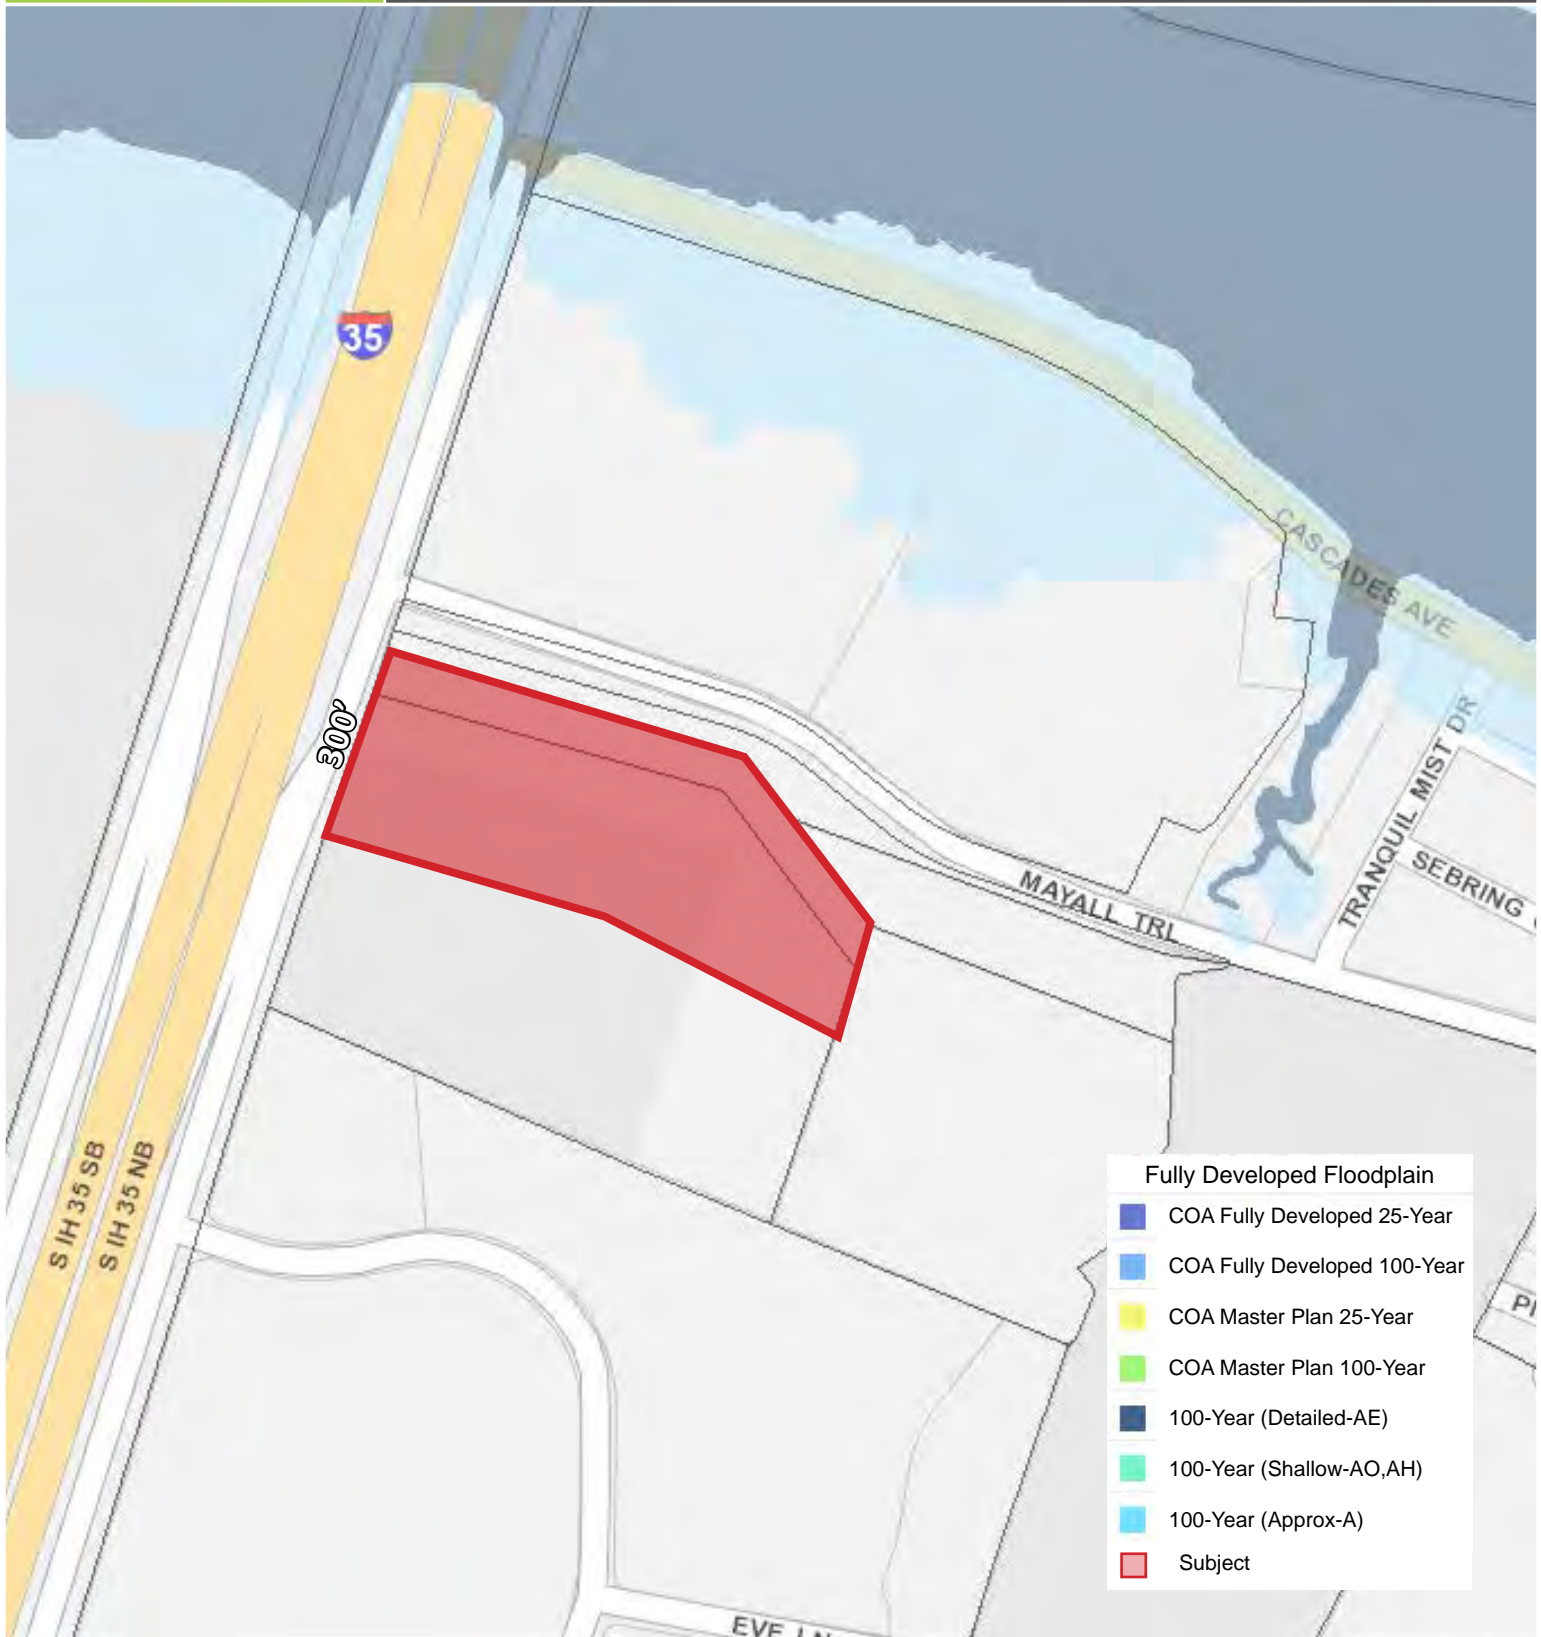 35
CASCADES AVE
300'
TRANQUIL MIST DR
SEBRING
MAYALL TRL
S IH 35 SB
S IH 35 NB
Fully Developed Floodplain
COA Fully Developed 25-Year
COA Fully Developed 100-Year
COA Master Plan 25-Year
COA Master Plan 100-Year
100-Year (Detailed-AE)
100-Year (Shallow-AO,AH)
100-Year (Approx-A)
Subject
EVE LN